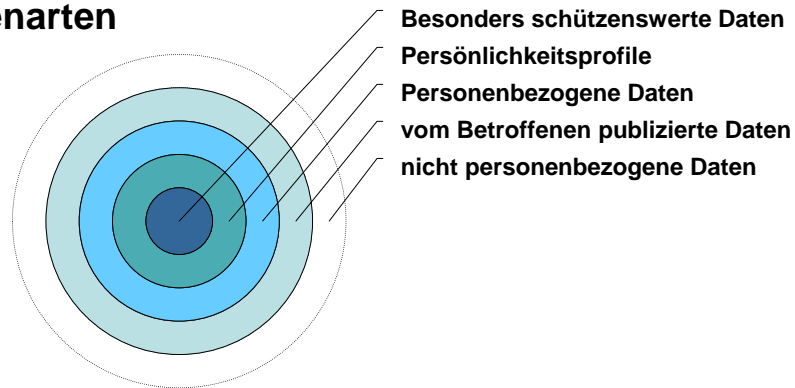 enarten
Besonders schützenswerte Daten
Persönlichkeitsprofile
Personenbezogene Daten
vom Betroffenen publizierte Daten
nicht personenbezogene Daten